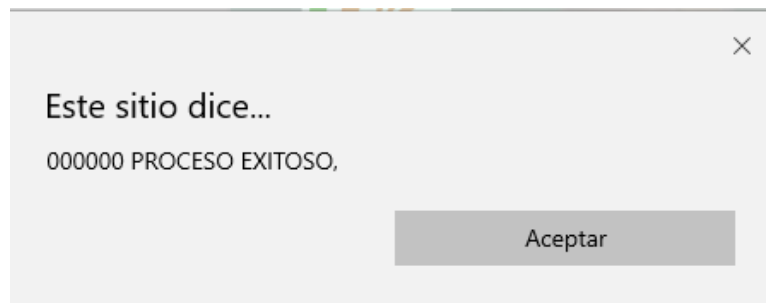 Este sitio dice...
000000 PROCESO EXITOSO,
Aceptar